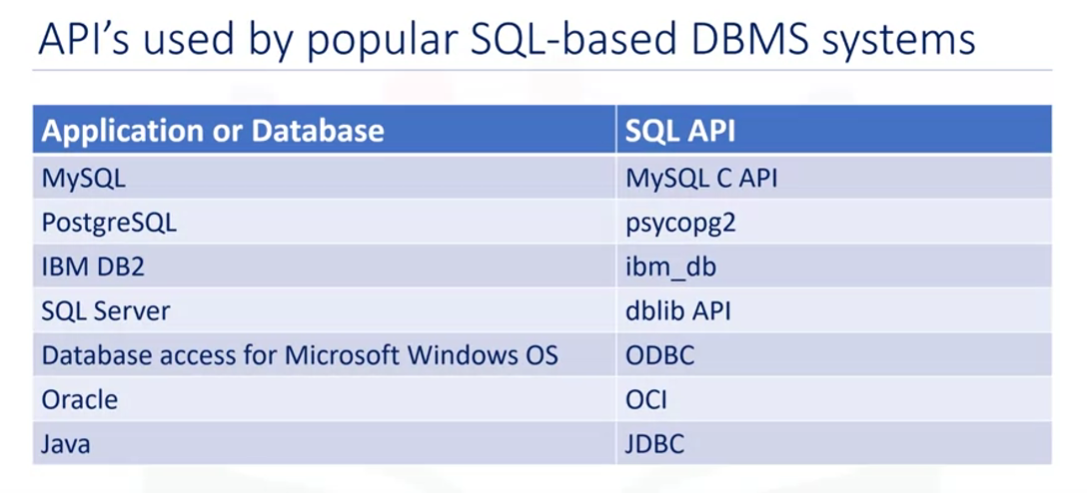 API's used by popular SQL-based DBMS systems
Application or Database SQL API
MySQL MySQL C API
PostgreSQL psycopg2
IBM DB2 ibm_db
SQL Server dblib API
Database access for Microsoft Windows OS ODBC
Oracle OCI
Java JDBC